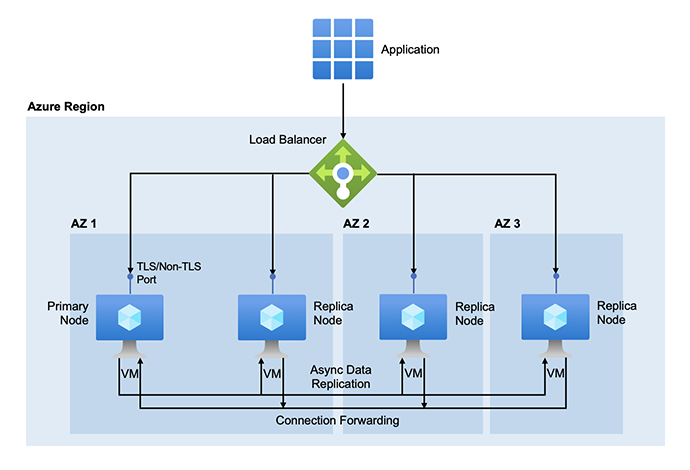 Application
Azure Region
Load Balancer
AZ 1
AZ 2
AZ 3
TLS/Non-TLS
Port
Primary
Node
Replica
Node
Replica
Node
Replica
Node
VM
Async Data
Replication
VM
VM
VM
Connection Forwarding